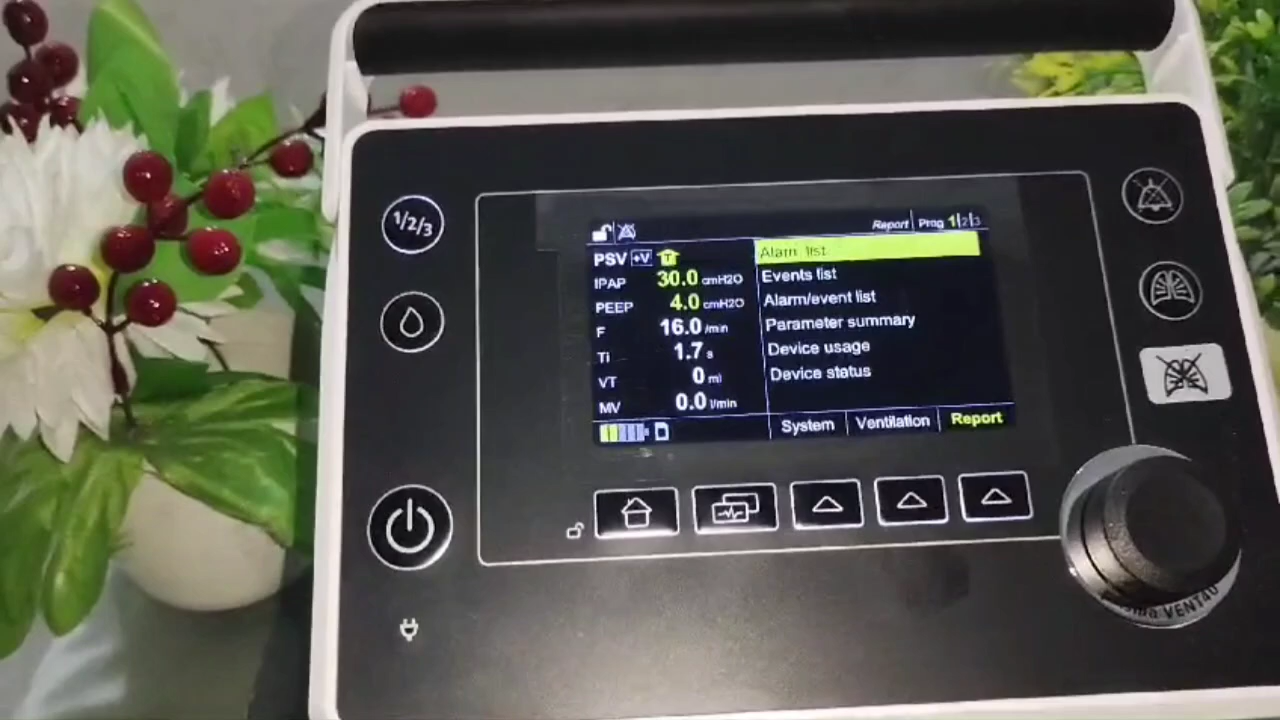 1/2/3
Report Prog 1 2 3
PSV +V T
IPAP 30.0 cmH2O
PEEP 4.0 cmH2O
F 16.0 /min
Ti 1.7 s
VT 0 ml
MV 0.0 l/min
Alarm list
Events list
Alarm/event list
Parameter summary
Device usage
Device status
System Ventilation Report
VENTAU